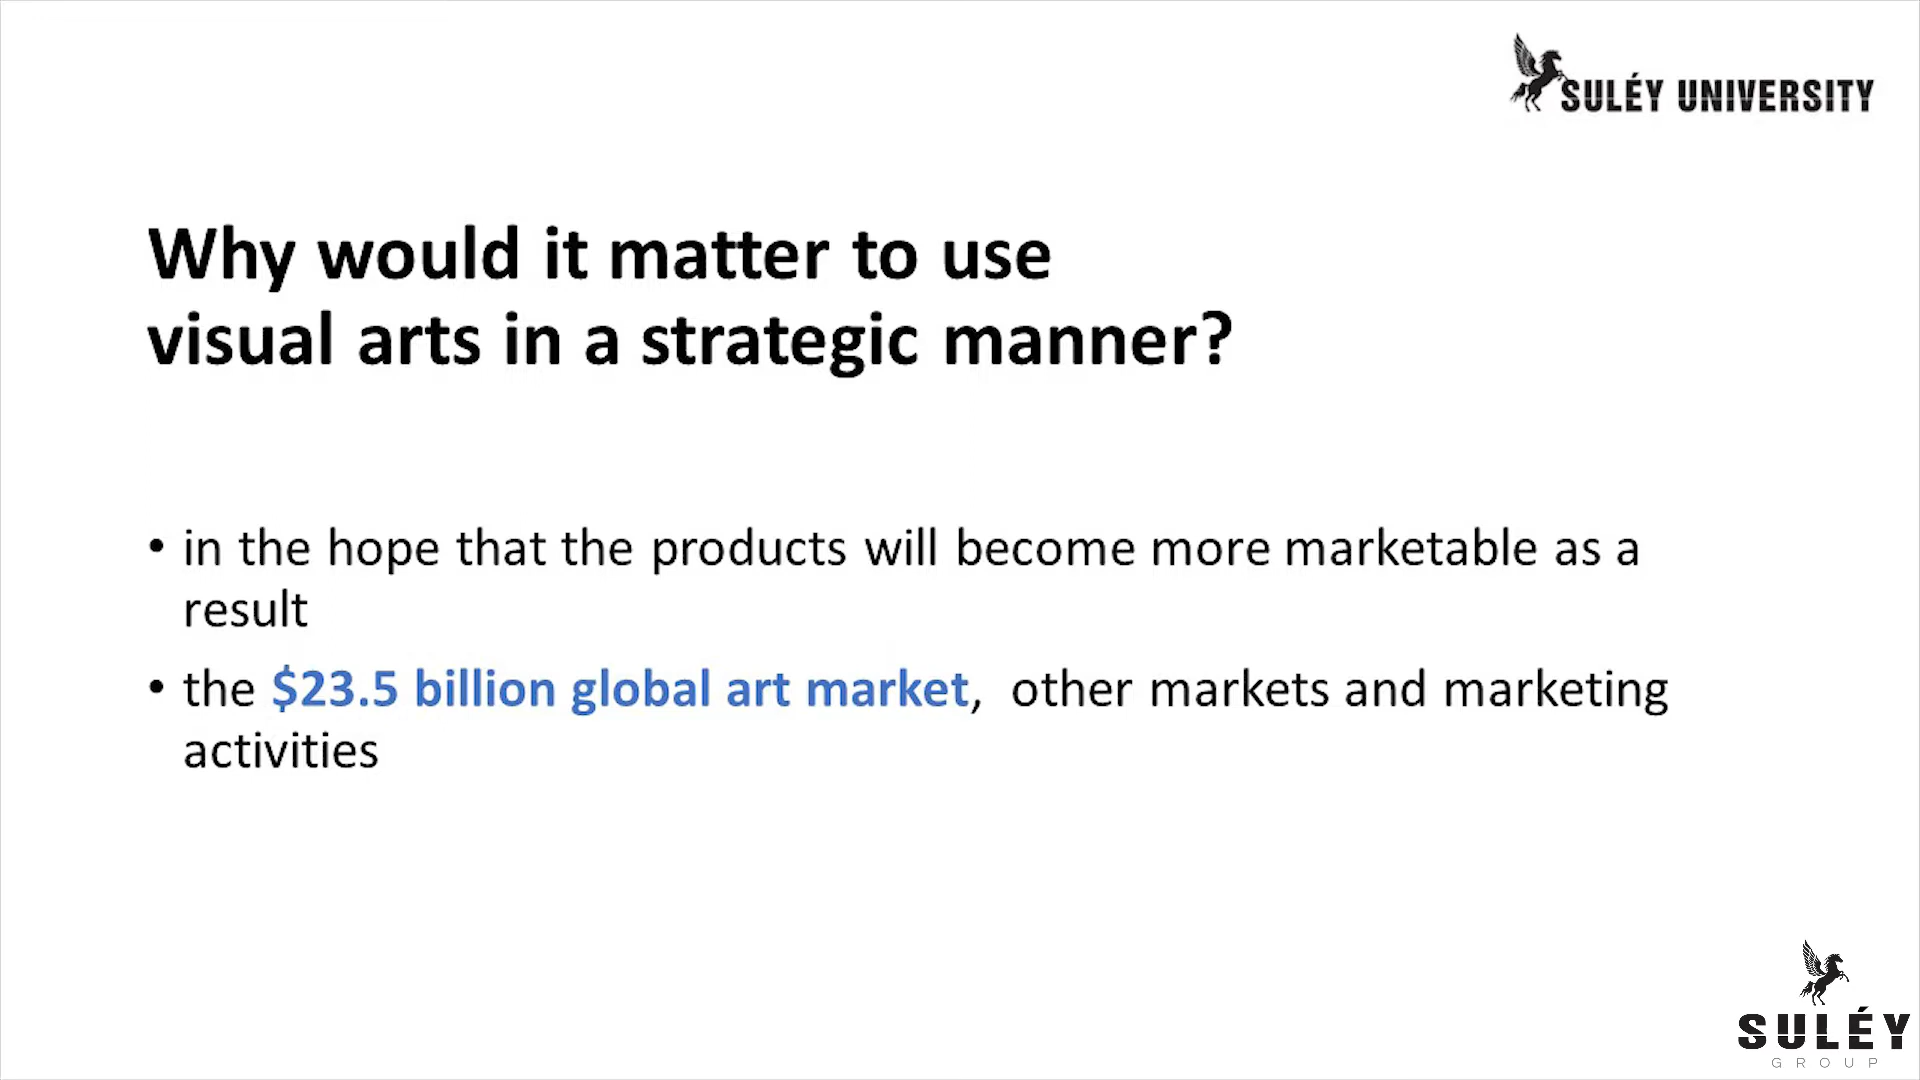 SULÉY UNIVERSITY
Why would it matter to use
visual arts in a strategic manner?
• in the hope that the products will become more marketable as a
result
• the $23.5 billion global art market,  other markets and marketing
activities
SULÉY
GROUP